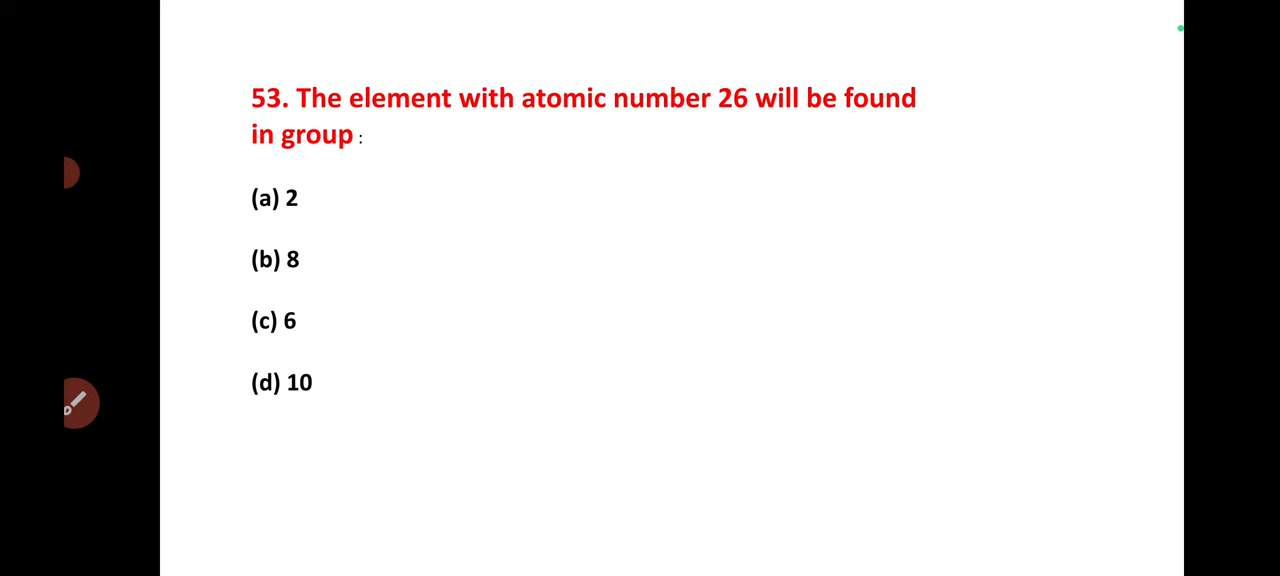 53. The element with atomic number 26 will be found
in group :
(a) 2
(b) 8
(c) 6
(d) 10